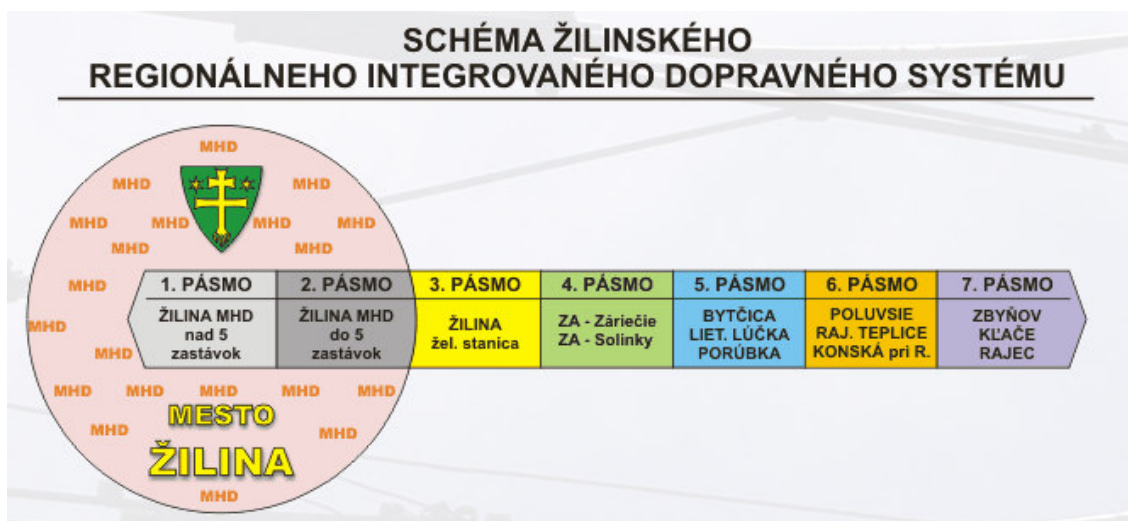 SCHÉMA ŽILINSKÉHO
REGIONÁLNEHO INTEGROVANÉHO DOPRAVNÉHO SYSTÉMU
MHD
MHD MHD
MHD MHD MHD MHD
MHD MHD
MHD
MHD
MHD
1. PÁSMO
ŽILINA MHD
nad 5
zastávok
2. PÁSMO
ŽILINA MHD
do 5
zastávok
3. PÁSMO
ŽILINA
žel. stanica
4. PÁSMO
ZA - Záriečie
ZA - Solinky
5. PÁSMO
BYTČICA
LIET. LÚČKA
PORÚBKA
6. PÁSMO
POLUVSIE
RAJ. TEPLICE
KONSKÁ pri R.
7. PÁSMO
ZBYŇOV
KĽAČE
RAJEC
MHD MHD MHD MHD MHD
MESTO
MHD MHD
ŽILINA
MHD